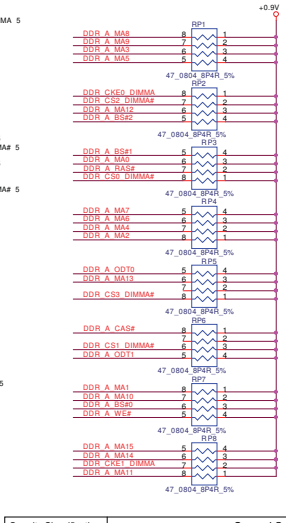 +0.9V
MA 5
RP1
DDR_A_MA8 8 1
DDR_A_MA9 7 2
DDR_A_MA3 6 3
DDR_A_MA5 5 4
47_0804_8P4R_5%
RP2
DDR_CKE0_DIMMA 8 1
DDR_CS2_DIMMA# 7 2
DDR_A_MA12 6 3
DDR_A_BS#2 5 4
47_0804_8P4R_5%
RP3
MA# 5
DDR_A_BS#1 5 4
DDR_A_MA0 6 3
DDR_A_RAS# 7 2
DDR_CS0_DIMMA# 8 1
MA# 5
47_0804_8P4R_5%
RP4
DDR_A_MA7 5 4
DDR_A_MA6 6 3
DDR_A_MA4 7 2
DDR_A_MA2 8 1
47_0804_8P4R_5%
RP5
DDR_A_ODT0 5 4
DDR_A_MA13 6 3
7 2
DDR_CS3_DIMMA# 8 1
47_0804_8P4R_5%
RP6
DDR_A_CAS# 8 1
7 2
DDR_CS1_DIMMA# 6 3
DDR_A_ODT1 5 4
47_0804_8P4R_5%
RP7
5
DDR_A_MA1 8 1
DDR_A_MA10 7 2
DDR_A_BS#0 6 3
DDR_A_WE# 5 4
47_0804_8P4R_5%
RP8
DDR_A_MA15 5 4
DDR_A_MA14 6 3
DDR_CKE1_DIMMA 7 2
DDR_A_MA11 8 1
47_0804_8P4R_5%